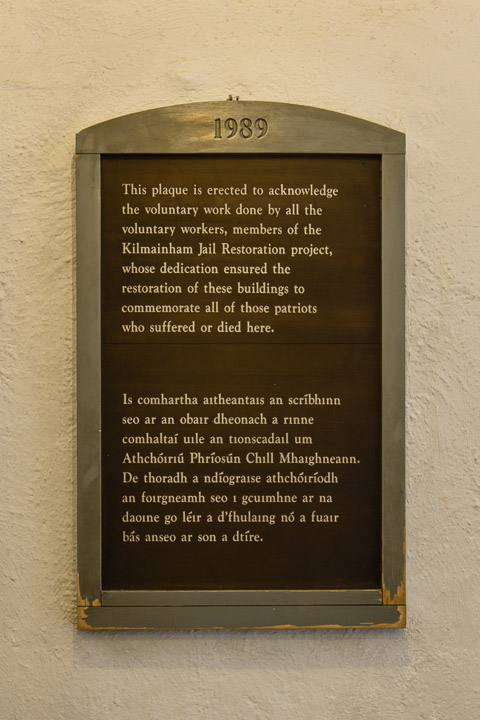 1989
This plaque is erected to acknowledge
the voluntary work done by all the
voluntary workers, members of the
Kilmainham Jail Restoration project,
whose dedication ensured the
restoration of these buildings to
commemorate all of those patriots
who suffered or died here.
Is comhartha aitheantais an scríbhinn
seo ar an obair dheonach a rinne
comhaltaí uile an tionscadail um
Athchóiriú Phríosún Chill Mhaighneann.
De thoradh a ndíograise athchóiríodh
an foirgneamh seo i gcuimhne ar na
daoine go léir a d'fhulaing nó a fuair
bás anseo ar son a dtíre.